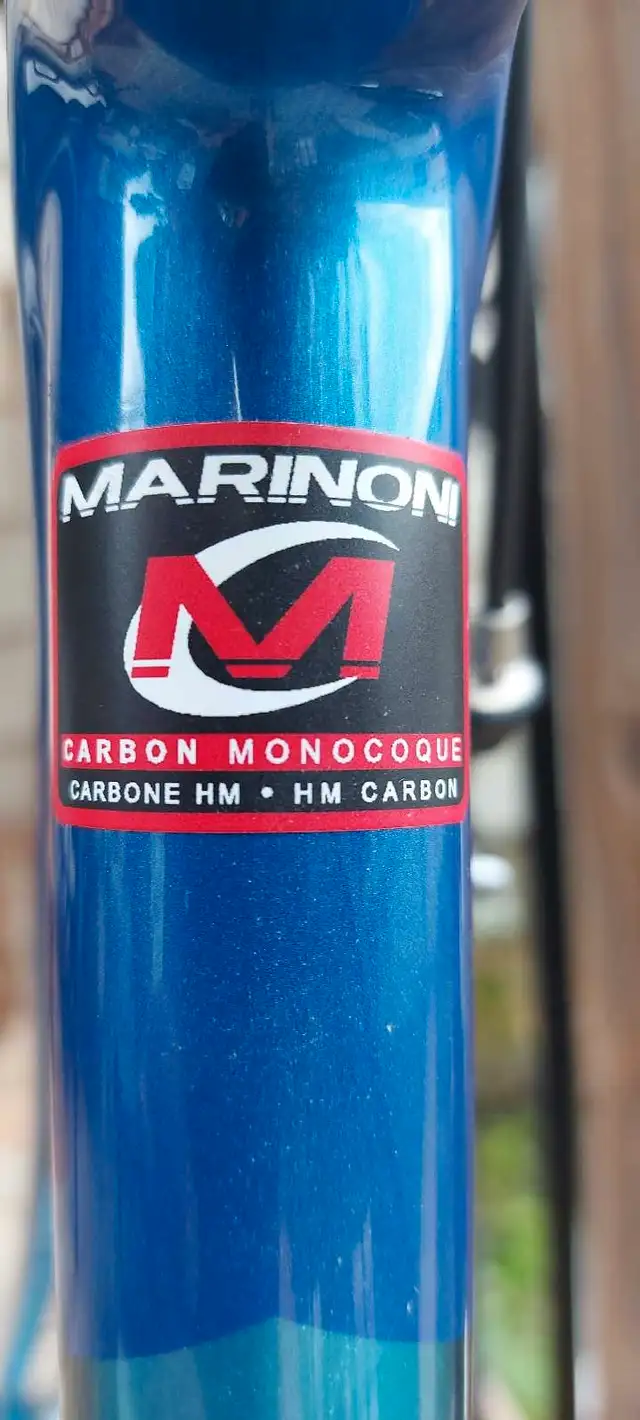 MARINONI
M
CARBON MONOCOQUE
CARBONE HM • HM CARBON